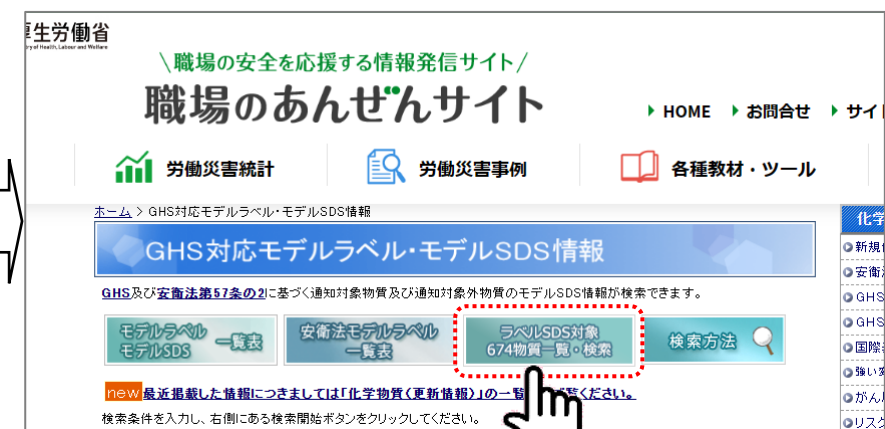 生労働省
Ministry of Health, Labour and Welfare
\職場の安全を応援する情報発信サイト/
職場のあんぜんサイト
HOME お問合せ サイ
労働災害統計 労働災害事例 各種教材・ツール
ホーム > GHS対応モデルラベル・モデルSDS情報
GHS対応モデルラベル・モデルSDS情報
GHS及び安衛法第57条の2に基づく通知対象物質及び通知対象外物質のモデルSDS情報が検索できます。
モデルラベル
モデルSDS
一覧表
安衛法モデルラベル
一覧表
ラベルSDS対象
674物質一覧・検索
検索方法
new 最近掲載した情報につきましては「化学物質(更新情報)」の一覧 ください。
検索条件を入力し、右側にある検索開始ボタンをクリックしてください。
化学
新規
安衛
GHS
GHS
国際
強い
がん
リス